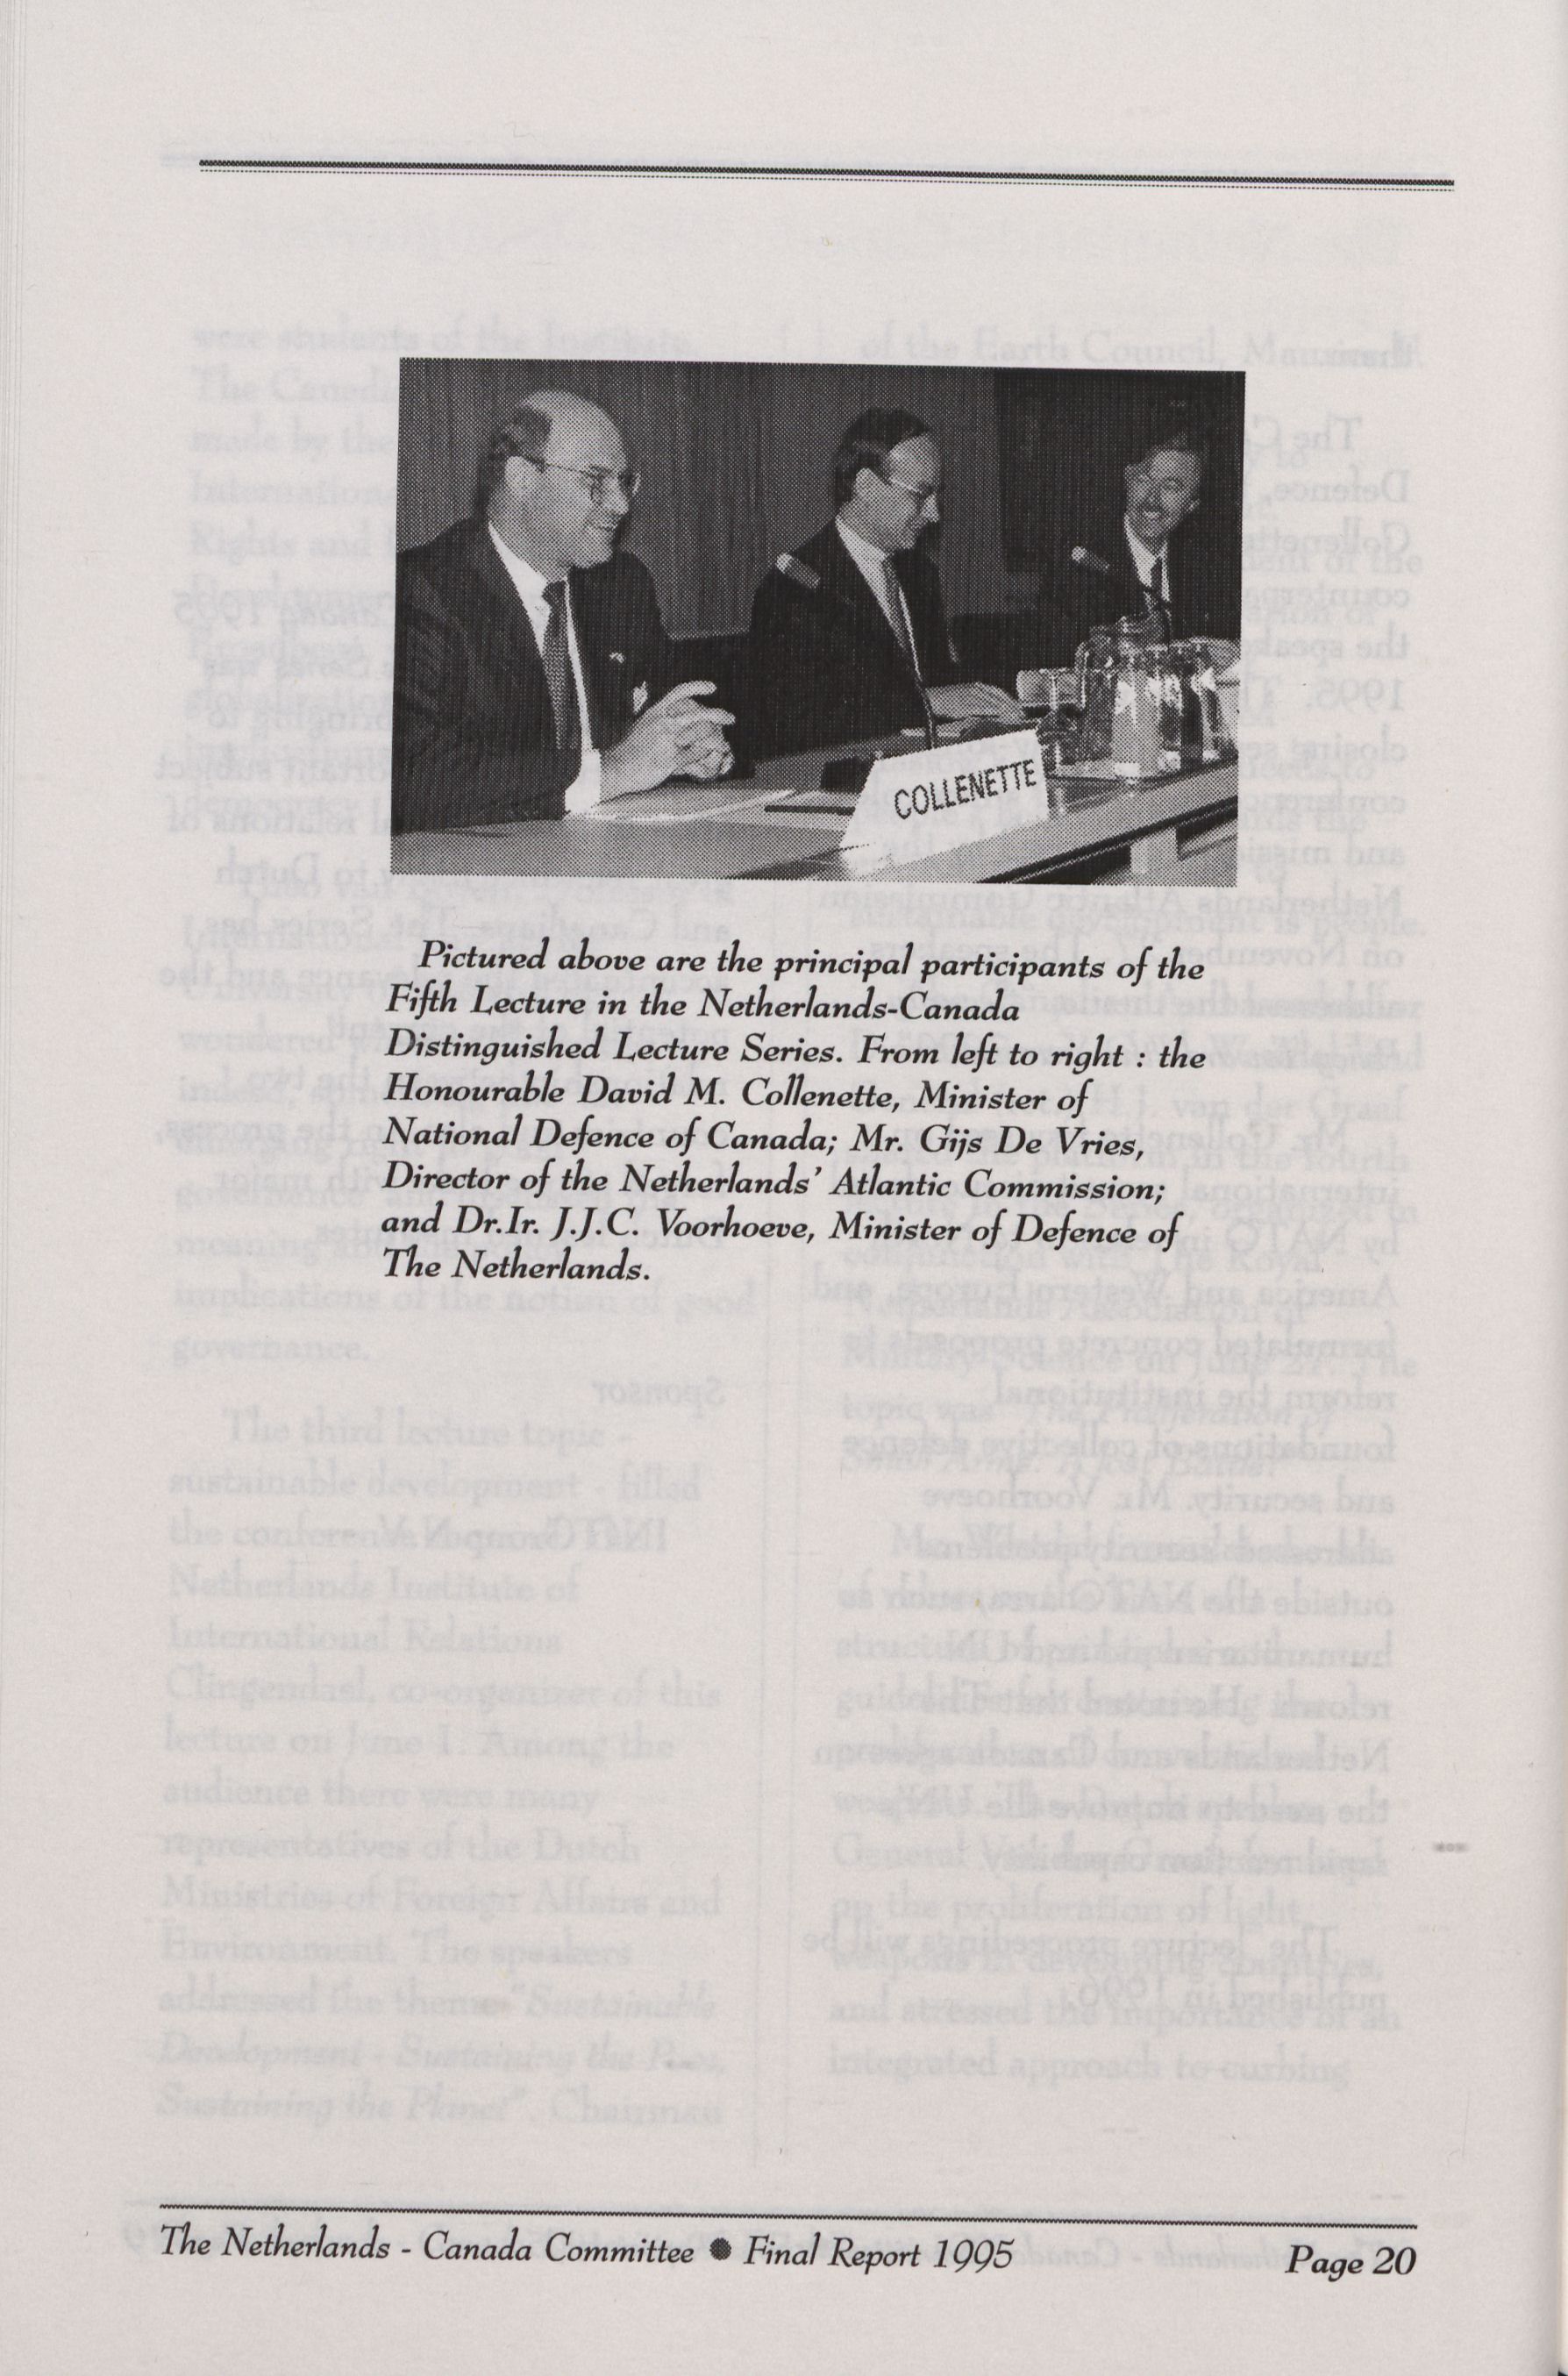 COLLENETTE
Pictured above are the principal participants of the
Fifth Lecture in the Netherlands-Canada
Distinguished Lecture Series. From left to right : the
Honourable David M. Collenette, Minister of
National Defence of Canada; Mr. Gijs De Vries,
Director of the Netherlands' Atlantic Commission;
and Dr.Ir. J.J.C. Voorhoeve, Minister of Defence of
The Netherlands.
The Netherlands - Canada Committee ● Final Report 1995
Page 20